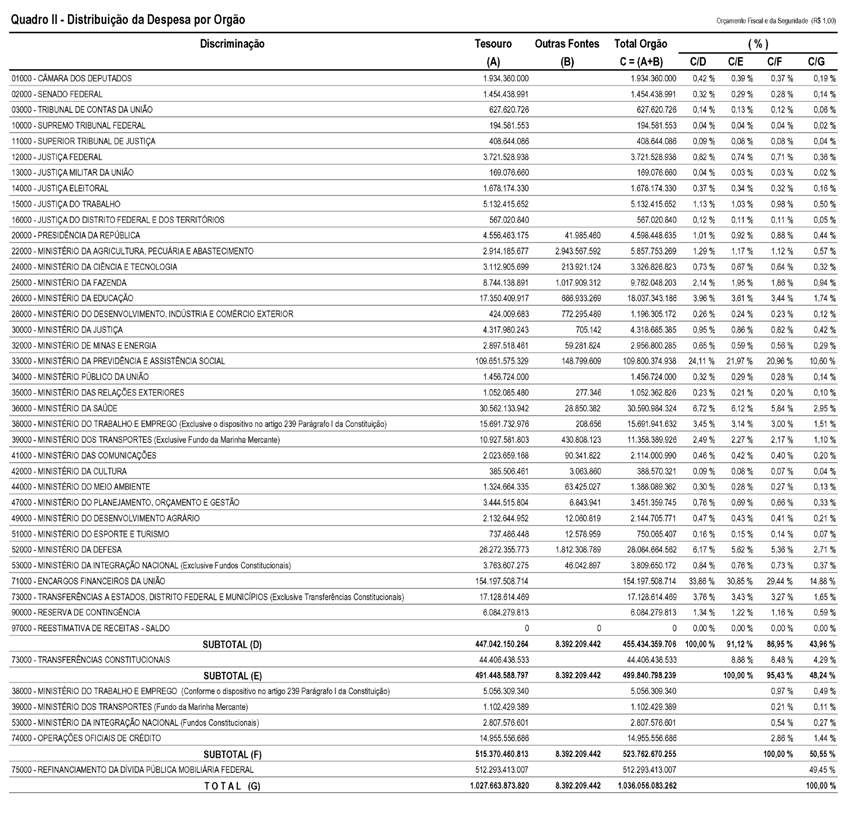 Quadro II - Distribuição da Despesa por Orgão Orçamento Fiscal e da Seguridade (R$ 1,00)
Discriminação Tesouro Outras Fontes Total Orgão ( % )
(A) (B) C = (A+B) C/D C/E C/F C/G
01000 - CÂMARA DOS DEPUTADOS 1.934.360.000 1.934.360.000 0,42 % 0,39 % 0,37 % 0,19 %
02000 - SENADO FEDERAL 1.454.438.991 1.454.438.991 0,32 % 0,29 % 0,28 % 0,14 %
03000 - TRIBUNAL DE CONTAS DA UNIÃO 627.620.726 627.620.726 0,14 % 0,13 % 0,12 % 0,06 %
10000 - SUPREMO TRIBUNAL FEDERAL 194.581.553 194.581.553 0,04 % 0,04 % 0,04 % 0,02 %
11000 - SUPERIOR TRIBUNAL DE JUSTIÇA 408.644.086 408.644.086 0,09 % 0,08 % 0,08 % 0,04 %
12000 - JUSTIÇA FEDERAL 3.721.528.938 3.721.528.938 0,82 % 0,74 % 0,71 % 0,36 %
13000 - JUSTIÇA MILITAR DA UNIÃO 169.076.660 169.076.660 0,04 % 0,03 % 0,03 % 0,02 %
14000 - JUSTIÇA ELEITORAL 1.678.174.330 1.678.174.330 0,37 % 0,34 % 0,32 % 0,16 %
15000 - JUSTIÇA DO TRABALHO 5.132.415.652 5.132.415.652 1,13 % 1,03 % 0,98 % 0,50 %
16000 - JUSTIÇA DO DISTRITO FEDERAL E DOS TERRITÓRIOS 567.020.840 567.020.840 0,12 % 0,11 % 0,11 % 0,05 %
20000 - PRESIDÊNCIA DA REPÚBLICA 4.556.463.175 41.985.460 4.598.448.635 1,01 % 0,92 % 0,88 % 0,44 %
22000 - MINISTÉRIO DA AGRICULTURA, PECUÁRIA E ABASTECIMENTO 2.914.185.677 2.943.567.592 5.857.753.269 1,29 % 1,17 % 1,12 % 0,57 %
24000 - MINISTÉRIO DA CIÊNCIA E TECNOLOGIA 3.112.905.699 213.921.124 3.326.826.823 0,73 % 0,67 % 0,64 % 0,32 %
25000 - MINISTÉRIO DA FAZENDA 8.744.138.891 1.017.909.312 9.762.048.203 2,14 % 1,95 % 1,86 % 0,94 %
26000 - MINISTÉRIO DA EDUCAÇÃO 17.350.409.917 686.933.269 18.037.343.186 3,96 % 3,61 % 3,44 % 1,74 %
28000 - MINISTÉRIO DO DESENVOLVIMENTO, INDÚSTRIA E COMÉRCIO EXTERIOR 424.009.683 772.295.489 1.196.305.172 0,26 % 0,24 % 0,23 % 0,12 %
30000 - MINISTÉRIO DA JUSTIÇA 4.317.980.243 705.142 4.318.685.385 0,95 % 0,86 % 0,82 % 0,42 %
32000 - MINISTÉRIO DE MINAS E ENERGIA 2.897.518.461 59.281.824 2.956.800.285 0,65 % 0,59 % 0,56 % 0,29 %
33000 - MINISTÉRIO DA PREVIDÊNCIA E ASSISTÊNCIA SOCIAL 109.651.575.329 148.799.609 109.800.374.938 24,11 % 21,97 % 20,96 % 10,60 %
34000 - MINISTÉRIO PÚBLICO DA UNIÃO 1.456.724.000 1.456.724.000 0,32 % 0,29 % 0,28 % 0,14 %
35000 - MINISTÉRIO DAS RELAÇÕES EXTERIORES 1.052.085.480 277.346 1.052.362.826 0,23 % 0,21 % 0,20 % 0,10 %
36000 - MINISTÉRIO DA SAÚDE 30.562.133.942 28.850.382 30.590.984.324 6,72 % 6,12 % 5,84 % 2,95 %
38000 - MINISTÉRIO DO TRABALHO E EMPREGO (Exclusive o dispositivo no artigo 239 Parágrafo I da Constituição) 15.691.732.976 208.656 15.691.941.632 3,45 % 3,14 % 3,00 % 1,51 %
39000 - MINISTÉRIO DOS TRANSPORTES (Exclusive Fundo da Marinha Mercante) 10.927.581.803 430.808.123 11.358.389.926 2,49 % 2,27 % 2,17 % 1,10 %
41000 - MINISTÉRIO DAS COMUNICAÇÕES 2.023.659.168 90.341.822 2.114.000.990 0,46 % 0,42 % 0,40 % 0,20 %
42000 - MINISTÉRIO DA CULTURA 385.506.461 3.063.860 388.570.321 0,09 % 0,08 % 0,07 % 0,04 %
44000 - MINISTÉRIO DO MEIO AMBIENTE 1.324.664.335 63.425.027 1.388.089.362 0,30 % 0,28 % 0,27 % 0,13 %
47000 - MINISTÉRIO DO PLANEJAMENTO, ORÇAMENTO E GESTÃO 3.444.515.804 6.843.941 3.451.359.745 0,76 % 0,69 % 0,66 % 0,33 %
49000 - MINISTÉRIO DO DESENVOLVIMENTO AGRÁRIO 2.132.644.952 12.060.819 2.144.705.771 0,47 % 0,43 % 0,41 % 0,21 %
51000 - MINISTÉRIO DO ESPORTE E TURISMO 737.486.448 12.578.959 750.065.407 0,16 % 0,15 % 0,14 % 0,07 %
52000 - MINISTÉRIO DA DEFESA 26.272.355.773 1.812.308.789 28.084.664.562 6,17 % 5,62 % 5,36 % 2,71 %
53000 - MINISTÉRIO DA INTEGRAÇÃO NACIONAL (Exclusive Fundos Constitucionais) 3.763.607.275 46.042.897 3.809.650.172 0,84 % 0,76 % 0,73 % 0,37 %
71000 - ENCARGOS FINANCEIROS DA UNIÃO 154.197.508.714 154.197.508.714 33,86 % 30,85 % 29,44 % 14,88 %
73000 - TRANSFERÊNCIAS A ESTADOS, DISTRITO FEDERAL E MUNICÍPIOS (Exclusive Transferências Constitucionais) 17.128.614.469 17.128.614.469 3,76 % 3,43 % 3,27 % 1,65 %
90000 - RESERVA DE CONTINGÊNCIA 6.084.279.813 6.084.279.813 1,34 % 1,22 % 1,16 % 0,59 %
97000 - REESTIMATIVA DE RECEITAS - SALDO 0 0 0 0,00 % 0,00 % 0,00 % 0,00 %
SUBTOTAL (D) 447.042.150.264 8.392.209.442 455.434.359.706 100,00 % 91,12 % 86,95 % 43,96 %
73000 - TRANSFERÊNCIAS CONSTITUCIONAIS 44.406.438.533 44.406.438.533 8,88 % 8,48 % 4,29 %
SUBTOTAL (E) 491.448.588.797 8.392.209.442 499.840.798.239 100,00 % 95,43 % 48,24 %
38000 - MINISTÉRIO DO TRABALHO E EMPREGO (Conforme o dispositivo no artigo 239 Parágrafo I da Constituição) 5.056.309.340 5.056.309.340 0,97 % 0,49 %
39000 - MINISTÉRIO DOS TRANSPORTES (Fundo da Marinha Mercante) 1.102.429.389 1.102.429.389 0,21 % 0,11 %
53000 - MINISTÉRIO DA INTEGRAÇÃO NACIONAL (Fundos Constitucionais) 2.807.576.601 2.807.576.601 0,54 % 0,27 %
74000 - OPERAÇÕES OFICIAIS DE CRÉDITO 14.955.556.686 14.955.556.686 2,86 % 1,44 %
SUBTOTAL (F) 515.370.460.813 8.392.209.442 523.762.670.255 100,00 % 50,55 %
75000 - REFINANCIAMENTO DA DÍVIDA PÚBLICA MOBILIÁRIA FEDERAL 512.293.413.007 512.293.413.007 49,45 %
T O T A L (G) 1.027.663.873.820 8.392.209.442 1.036.056.083.262 100,00 %